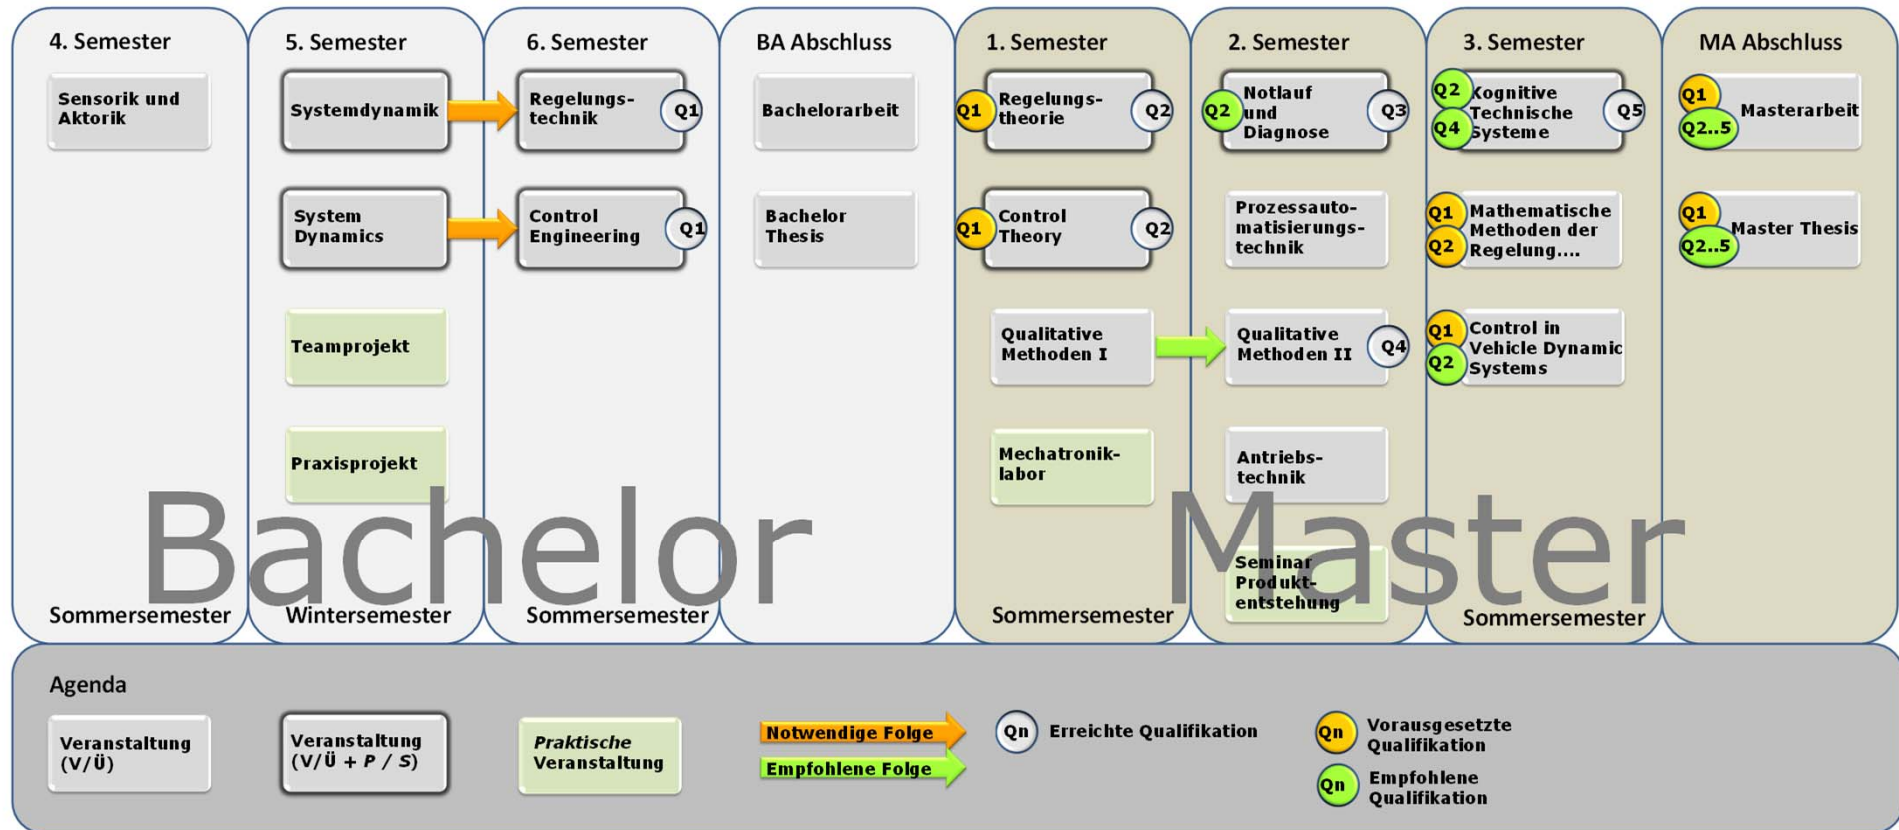 4. Semester
Sensorik und
Aktorik
Sommersemester
5. Semester
Systemdynamik
System
Dynamics
Teamprojekt
Praxisprojekt
Wintersemester
6. Semester
Regelungs-
technik
Q1
Control
Engineering
Q1
Sommersemester
BA Abschluss
Bachelorarbeit
Bachelor
Thesis
Bachelor
1. Semester
Q1
Regelungs-
theorie
Q2
Q1
Control
Theory
Q2
Qualitative
Methoden I
Mechatronik-
labor
Sommersemester
2. Semester
Q2
Notlauf
und
Diagnose
Q3
Prozessauto-
matisierungs-
technik
Qualitative
Methoden II
Q4
Antriebs-
technik
Seminar
Produkt-
entstehung
3. Semester
Q2
Q4
Kognitive
Technische
Systeme
Q5
Q1
Q2
Mathematische
Methoden der
Regelung....
Q1
Q2
Control in
Vehicle Dynamic
Systems
Sommersemester
MA Abschluss
Q1
Q2..5
Masterarbeit
Q1
Q2..5
Master Thesis
Master
Agenda
Veranstaltung
(V/Ü)
Veranstaltung
(V/Ü + P / S)
Praktische
Veranstaltung
Notwendige Folge
Empfohlene Folge
Qn
Erreichte Qualifikation
Qn
Vorausgesetzte
Qualifikation
Qn
Empfohlene
Qualifikation